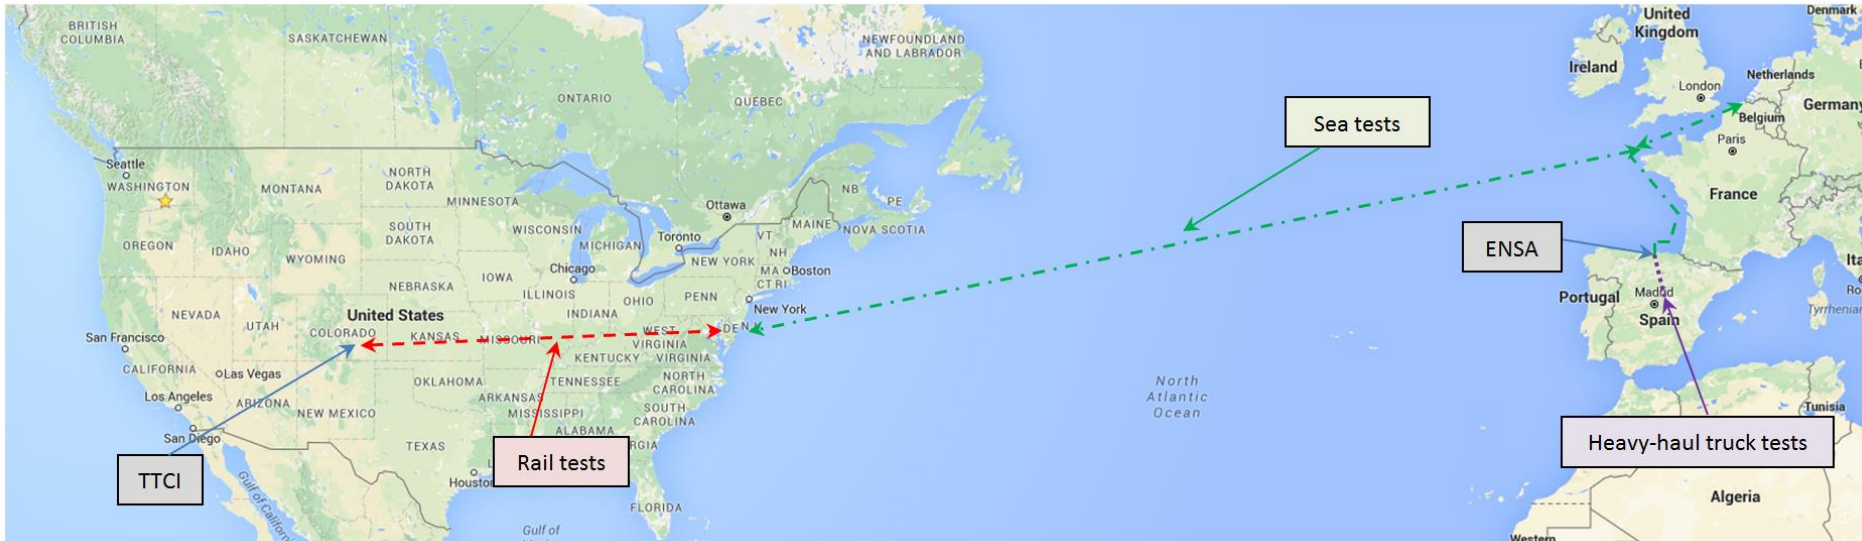 BRITISH
COLUMBIA
SASKATCHEWAN
NEWFOUNDLAND
AND LABRADOR
United
Kingdom
Denmark
Ireland
Netherlands
London
Germany
ONTARIO
QUÉBEC
Sea tests
Belgium
Paris
Seattle
WASHINGTON
MONTANA
NORTH
DAKOTA
MINNESOTA
Ottawa
NB
PE
MAINE
NOVA SCOTIA
France
OREGON
IDAHO
WYOMING
SOUTH
DAKOTA
WISCONSIN
MICHIGAN
Toronto
VT
NH
NEW YORK
MA
Boston
CT RI
ENSA
IOWA
Chicago
NEBRASKA
ILLINOIS
INDIANA
OHIO
PENN
New York
Portugal
Madrid
Spain
NEVADA
UTAH
United States
COLORADO
KANSAS
MISSOURI
WEST
VIRGINIA
DE
San Francisco
KENTUCKY
VIRGINIA
CALIFORNIA
Las Vegas
OKLAHOMA
TENNESSEE
NORTH
CAROLINA
North
Atlantic
Ocean
Los Angeles
ARIZONA
NEW MEXICO
ARKANSAS
MISSISSIPPI
SOUTH
CAROLINA
Tunisia
San Diego
TEXAS
ALABAMA
Heavy-haul truck tests
Rail tests
TTCI
Gulf of California
FLORIDA
Algeria
Gulf of
Western